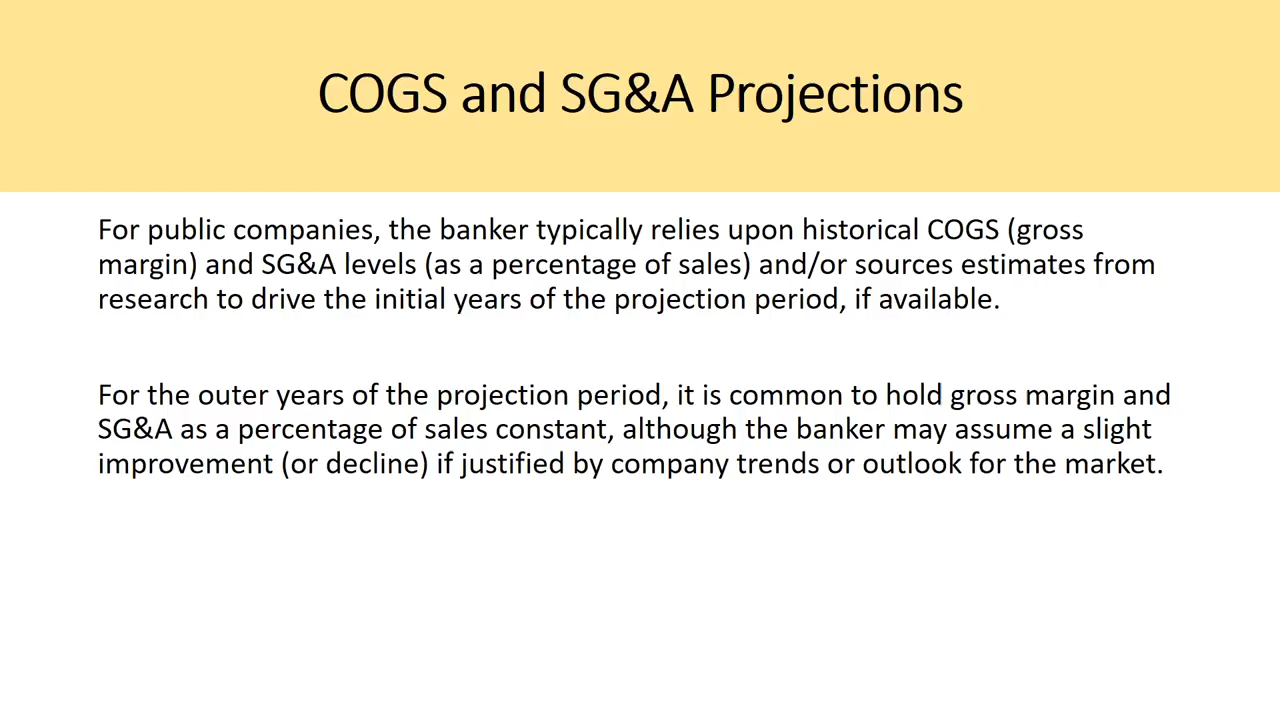 COGS and SG&A Projections
For public companies, the banker typically relies upon historical COGS (gross
margin) and SG&A levels (as a percentage of sales) and/or sources estimates from
research to drive the initial years of the projection period, if available.
For the outer years of the projection period, it is common to hold gross margin and
SG&A as a percentage of sales constant, although the banker may assume a slight
improvement (or decline) if justified by company trends or outlook for the market.